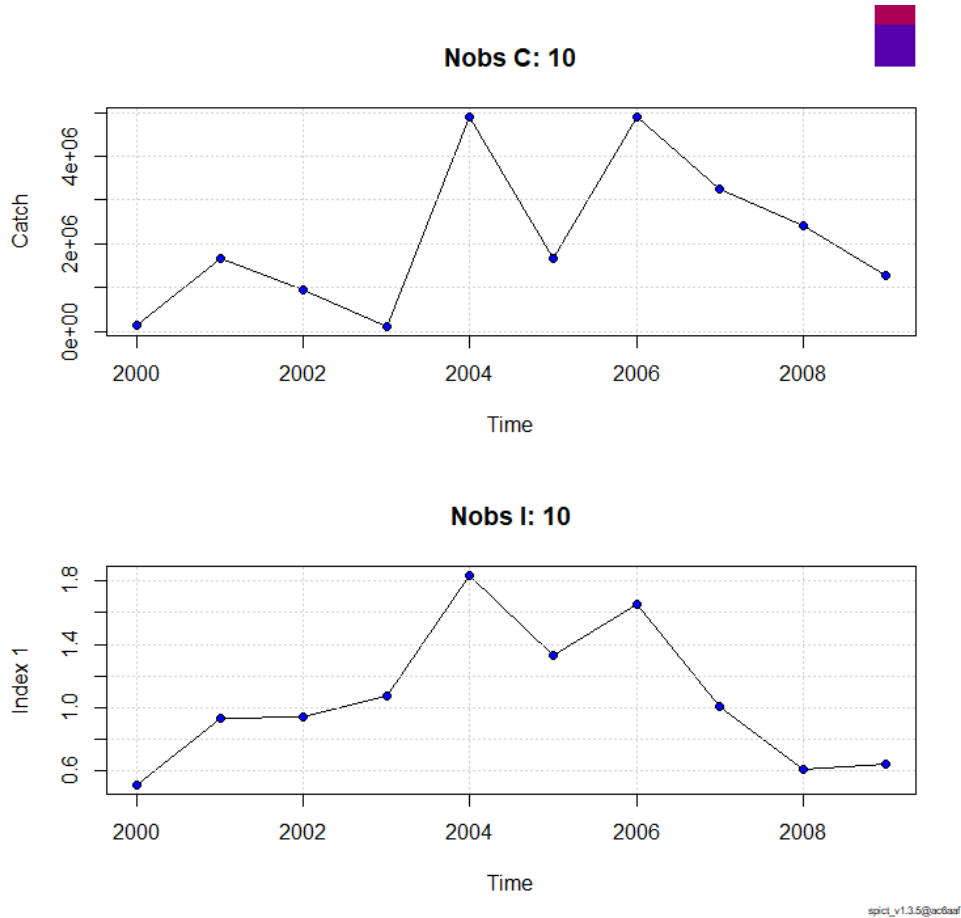 Nobs C: 10
Catch
4e+06
2e+06
0e+00
2000 2002 2004 2006 2008
Time
Nobs I: 10
Index 1
1.8
1.4
1.0
0.6
2000 2002 2004 2006 2008
Time
spict_v1.3.5@ac6aaf